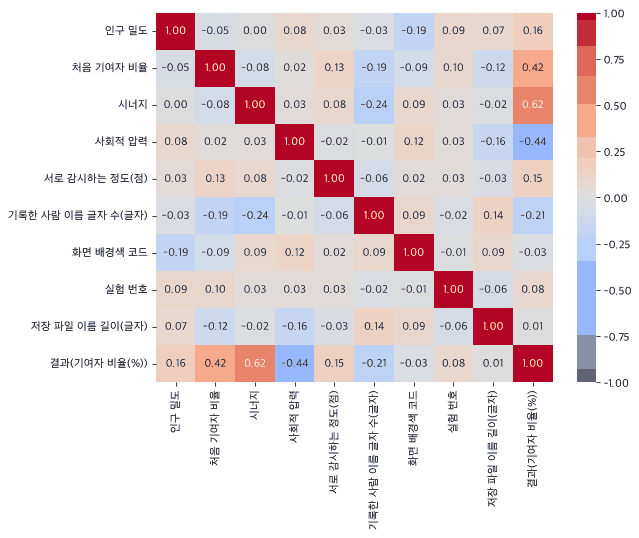 인구 밀도 1.00 -0.05 0.00 0.08 0.03 -0.03 -0.19 0.09 0.07 0.16
처음 기여자 비율 -0.05 1.00 -0.08 0.02 0.13 -0.19 -0.09 0.10 -0.12 0.42
시너지 0.00 -0.08 1.00 0.03 0.08 -0.24 0.09 0.03 -0.02 0.62
사회적 압력 0.08 0.02 0.03 1.00 -0.02 -0.01 0.12 0.03 -0.16 -0.44
서로 감시하는 정도(점) 0.03 0.13 0.08 -0.02 1.00 -0.06 0.02 0.03 -0.03 0.15
기록한 사람 이름 글자 수(글자) -0.03 -0.19 -0.24 -0.01 -0.06 1.00 0.09 -0.02 0.14 -0.21
화면 배경색 코드 -0.19 -0.09 0.09 0.12 0.02 0.09 1.00 -0.01 0.09 -0.03
실험 번호 0.09 0.10 0.03 0.03 0.03 -0.02 -0.01 1.00 -0.06 0.08
저장 파일 이름 길이(글자) 0.07 -0.12 -0.02 -0.16 -0.03 0.14 0.09 -0.06 1.00 0.01
결과(기여자 비율(%)) 0.16 0.42 0.62 -0.44 0.15 -0.21 -0.03 0.08 0.01 1.00
인구 밀도
처음 기여자 비율
시너지
사회적 압력
서로 감시하는 정도(점)
기록한 사람 이름 글자 수(글자)
화면 배경색 코드
실험 번호
저장 파일 이름 길이(글자)
결과(기여자 비율(%))
1.00
0.75
0.50
0.25
0.00
-0.25
-0.50
-0.75
-1.00